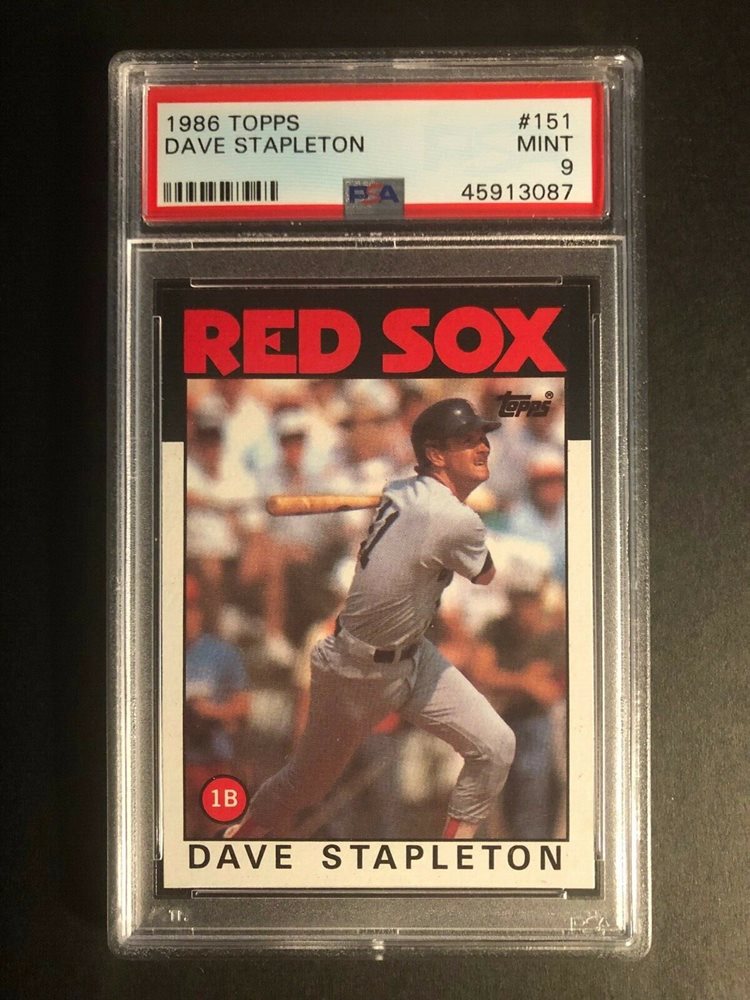 1986 TOPPS #151
DAVE STAPLETON MINT
9
PSA 45913087
RED SOX
topps®
1B
DAVE STAPLETON